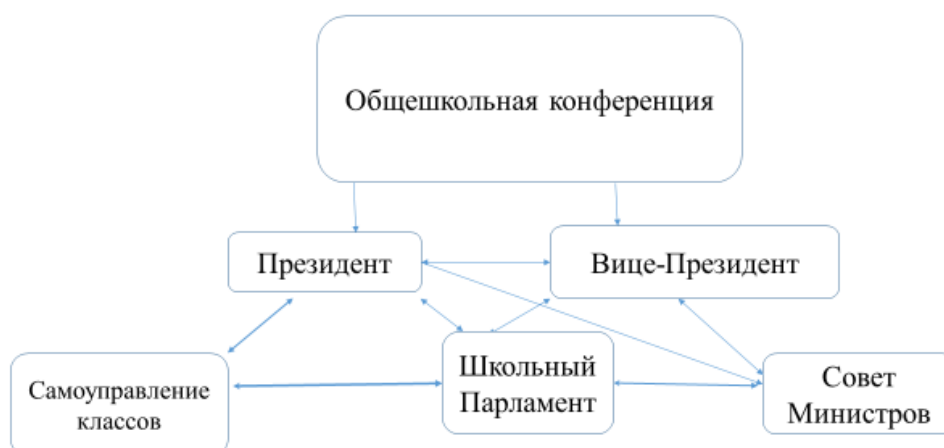 Общешкольная конференция
Президент
Вице-Президент
Самоуправление
классов
Школьный
Парламент
Совет
Министров